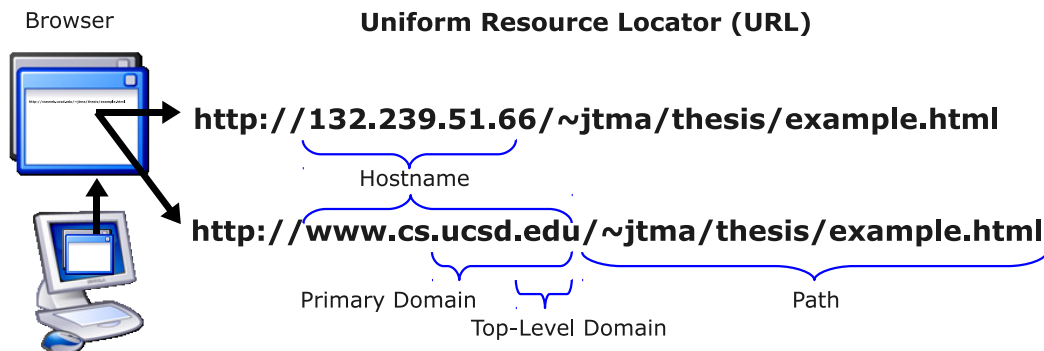 Browser
Uniform Resource Locator (URL)
http://132.239.51.66/~jtma/thesis/example.html
Hostname
http://www.cs.ucsd.edu/~jtma/thesis/example.html
Primary Domain
Path
Top-Level Domain